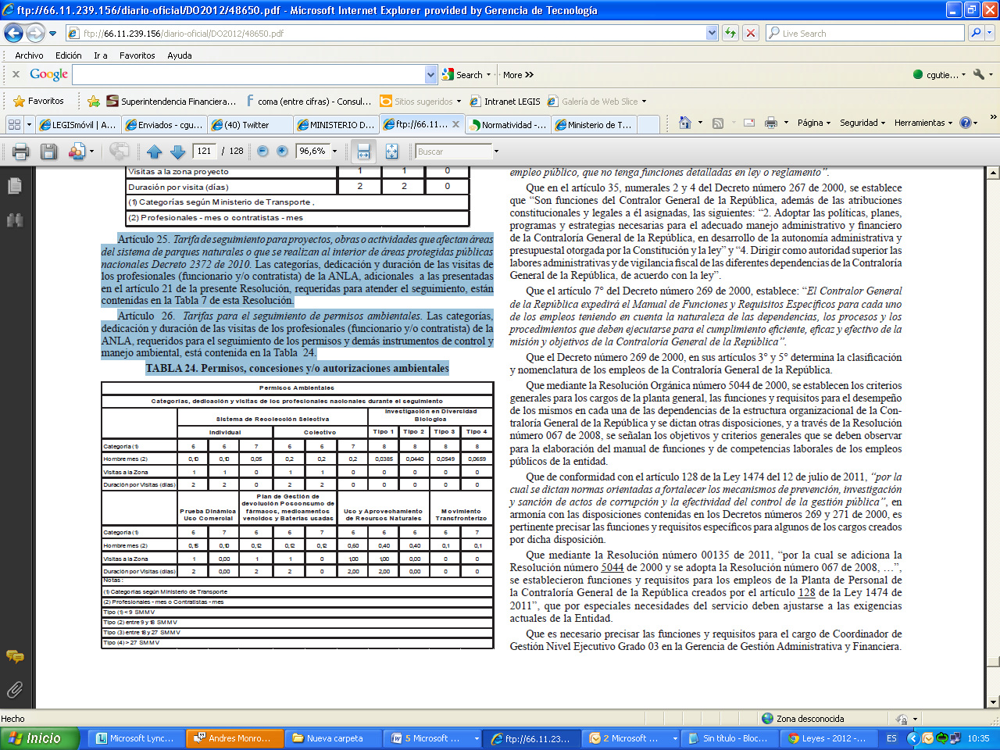 ftp://66.11.239.156/diario-oficial/DO2012/48650.pdf - Microsoft Internet Explorer provided by Gerencia de Tecnología
ftp://66.11.239.156/diario-oficial/DO2012/48650.pdf
Live Search
Archivo Edición Ir a Favoritos Ayuda
x Google Search More »
cgutie...
Favoritos Superintendencia Financiera... coma (entre cifras) - Consul... Sitios sugeridos Intranet LEGIS Galería de Web Slice
LEGISmóvil | A... Enviados - cgu... (40) Twitter MINISTERIO D... ftp://66.11.... Normatividad -... Ministerio de T... Página Seguridad Herramientas
121 / 128 96,6% Buscar
Visitas a la zona proyecto 1 1 0
Duración por visita (días) 2 2 0
(1) Categorías según Ministerio de Transporte ,
(2) Profesionales - mes o contratistas - mes
Artículo 25. Tarifa de seguimiento para proyectos, obras o actividades que afectan áreas
del sistema de parques naturales o que se realizan al interior de áreas protegidas públicas
nacionales Decreto 2372 de 2010. Las categorías, dedicación y duración de las visitas de
los profesionales (funcionario y/o contratista) de la ANLA, adicionales a las presentadas
en el artículo 21 de la presente Resolución, requeridas para atender el seguimiento, están
contenidas en la Tabla 7 de esta Resolución.
Artículo 26. Tarifas para el seguimiento de permisos ambientales. Las categorías,
dedicación y duración de las visitas de los profesionales (funcionario y/o contratista) de la
ANLA, requeridos para el seguimiento de los permisos y demás instrumentos de control y
manejo ambiental, está contenida en la Tabla 24.
TABLA 24. Permisos, concesiones y/o autorizaciones ambientales
Permisos Ambientales
Categorías, dedicación y visitas de los profesionales nacionales durante el seguimiento
Sistema de Recolección Selectiva Investigación en Diversidad Biologica
Individual Colectivo Tipo 1 Tipo 2 Tipo 3 Tipo 4
Categoría (1) 6 6 7 6 6 7 8 8 8 8
Hombre mes (2) 0,10 0,10 0,05 0,2 0,2 0,2 0,0385 0,0440 0,0549 0,0659
Visitas a la Zona 1 1 0 1 1 0 0 0 0 0
Duración por Visitas (días) 2 2 0 2 2 0 0 0 0 0
Prueba Dinámica Uso Comercial Plan de Gestión de devolución Posconsumo de fármacos, medicamentos vencidos y Baterías usadas Uso y Aprovechamiento de Recursos Naturales Movimiento Transfronterizo
Categoría (1) 6 7 6 6 7 6 6 6 6 7
Hombre mes (2) 0,15 0,10 0,12 0,12 0,12 0,60 0,40 0,40 0,1 0,1
Visitas a la Zona 1 0,00 1 1 0 1,00 1,00 0,00 0 0
Duración por Visitas (días) 2 0,00 2 2 0 2,00 2,00 0,00 0 0
Notas :
(1) Categorías según Ministerio de Transporte
(2) Profesionales - mes o Contratistas - mes
Tipo (1) < 9 SMMV
Tipo (2) entre 9 y 18 SMMV
Tipo (3) entre 18 y 27 SMMV
Tipo (4) > 27 SMMV
empleo público, que no tenga funciones detalladas en ley o reglamento”.
Que en el artículo 35, numerales 2 y 4 del Decreto número 267 de 2000, se establece
que “Son funciones del Contralor General de la República, además de las atribuciones
constitucionales y legales a él asignadas, las siguientes: “2. Adoptar las políticas, planes,
programas y estrategias necesarias para el adecuado manejo administrativo y financiero
de la Contraloría General de la República, en desarrollo de la autonomía administrativa y
presupuestal otorgada por la Constitución y la ley” y “4. Dirigir como autoridad superior las
labores administrativas y de vigilancia fiscal de las diferentes dependencias de la Contraloría
General de la República, de acuerdo con la ley”.
Que el artículo 7° del Decreto número 269 de 2000, establece: “El Contralor General
de la República expedirá el Manual de Funciones y Requisitos Específicos para cada uno
de los empleos teniendo en cuenta la naturaleza de las dependencias, los procesos y los
procedimientos que deben ejecutarse para el cumplimiento eficiente, eficaz y efectivo de la
misión y objetivos de la Contraloría General de la República”.
Que el Decreto número 269 de 2000, en sus artículos 3° y 5° determina la clasificación
y nomenclatura de los empleos de la Contraloría General de la República.
Que mediante la Resolución Orgánica número 5044 de 2000, se establecen los criterios
generales para los cargos de la planta general, las funciones y requisitos para el desempeño
de los mismos en cada una de las dependencias de la estructura organizacional de la Con-
traloría General de la República y se dictan otras disposiciones, y a través de la Resolución
número 067 de 2008, se señalan los objetivos y criterios generales que se deben observar
para la elaboración del manual de funciones y de competencias laborales de los empleos
públicos de la entidad.
Que de conformidad con el artículo 128 de la Ley 1474 del 12 de julio de 2011, “por la
cual se dictan normas orientadas a fortalecer los mecanismos de prevención, investigación
y sanción de actos de corrupción y la efectividad del control de la gestión pública”, en
armonía con las disposiciones contenidas en los Decretos números 269 y 271 de 2000, es
pertinente precisar las funciones y requisitos específicos para algunos de los cargos creados
por dicha disposición.
Que mediante la Resolución número 00135 de 2011, “por la cual se adiciona la
Resolución número 5044 de 2000 y se adopta la Resolución número 067 de 2008, …”,
se establecieron funciones y requisitos para los empleos de la Planta de Personal de
la Contraloría General de la República creados por el artículo 128 de la Ley 1474 de
2011”, que por especiales necesidades del servicio deben ajustarse a las exigencias
actuales de la Entidad.
Que es necesario precisar las funciones y requisitos para el cargo de Coordinador de
Gestión Nivel Ejecutivo Grado 03 en la Gerencia de Gestión Administrativa y Financiera.
Hecho Zona desconocida
Inicio Microsoft Lync... Andres Monro... Nueva carpeta 5 Microsoft ... ftp://66.11.23... 2 Microsoft ... Sin título - Bloc... Leyes - 2012 -... ES 10:35